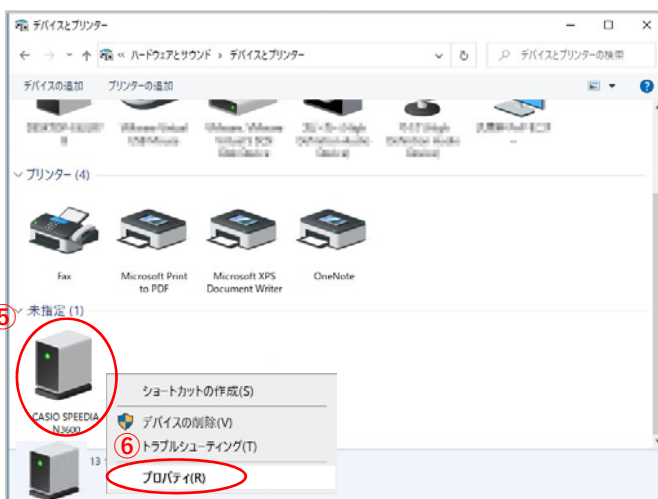 デバイスとプリンター
« ハードウェアとサウンド › デバイスとプリンター
デバイスとプリンターの検索
デバイスの追加 プリンターの追加
プリンター (4)
Fax
Microsoft Print
to PDF
Microsoft XPS
Document Writer
OneNote
⑤
未指定 (1)
CASIO SPEEDIA
N3600
ショートカットの作成(S)
デバイスの削除(V)
⑥
トラブルシューティング(T)
プロパティ(R)
13